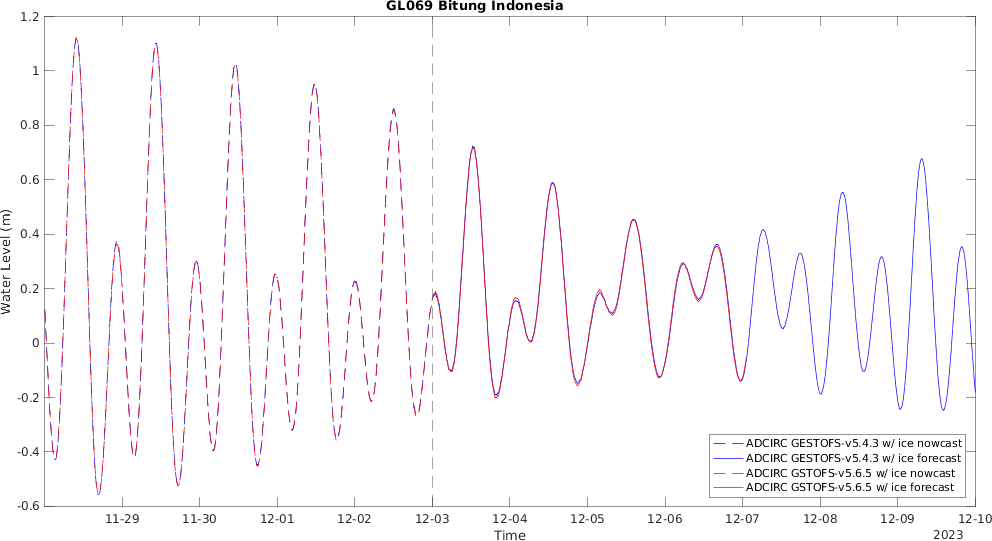 GL069 Bitung Indonesia
1.2
1
0.8
0.6
0.4
0.2
0
-0.2
-0.4
-0.6
Water Level (m)
11-29 11-30 12-01 12-02 12-03 12-04 12-05 12-06 12-07 12-08 12-09 12-10
Time
2023
ADCIRC GESTOFS-v5.4.3 w/ ice nowcast
ADCIRC GESTOFS-v5.4.3 w/ ice forecast
ADCIRC GSTOFS-v5.6.5 w/ ice nowcast
ADCIRC GSTOFS-v5.6.5 w/ ice forecast